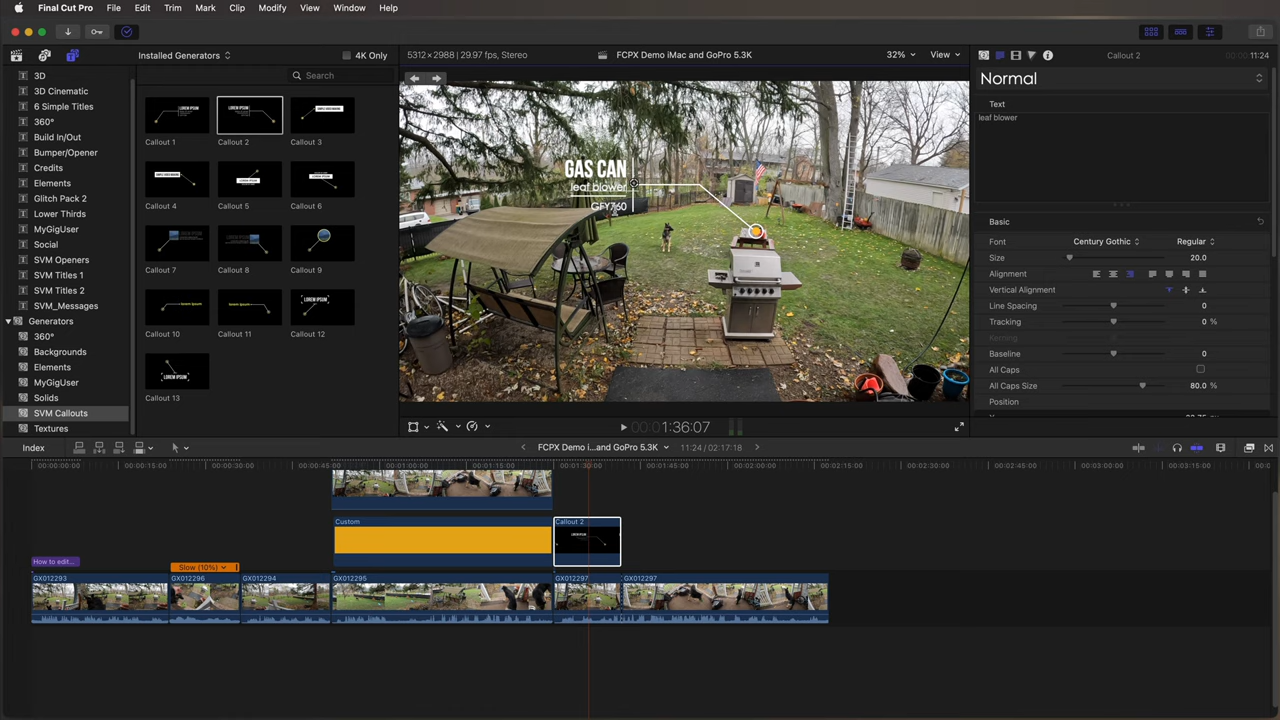 Final Cut Pro File Edit Trim Mark Clip Modify View Window Help
Installed Generators 4K Only 5312 × 2988 | 29.97 fps, Stereo FCPX Demo iMac and GoPro 5.3K 32% View Callout 2 11:24
Search
3D
3D Cinematic
6 Simple Titles
360°
Build In/Out
Bumper/Opener
Credits
Elements
Glitch Pack 2
Lower Thirds
MyGigUser
Social
SVM Openers
SVM Titles 1
SVM Titles 2
SVM_Messages
Generators
360°
Backgrounds
Elements
MyGigUser
Solids
SVM Callouts
Textures
Callout 1 Callout 2 Callout 3
Callout 4 Callout 5 Callout 6
Callout 7 Callout 8 Callout 9
Callout 10 Callout 11 Callout 12
Callout 13
GAS CAN
leaf blower
Normal
Text
leaf blower
Basic
Font Century Gothic Regular
Size 20.0
Alignment
Vertical Alignment
Line Spacing 0
Tracking 0 %
Kerning
Baseline 0
All Caps
All Caps Size 80.0 %
Position
1:36:07
Index FCPX Demo i...and GoPro 5.3K 11:24 / 02:17:18
00:00:00:00 00:00:15:00 00:00:30:00 00:00:45:00 00:01:00:00 00:01:15:00 00:01:30:00 00:01:45:00 00:02:00:00 00:02:15:00 00:02:30:00 00:02:45:00 00:03:00:00 00:03:15:00
Custom Callout 2
How to edit...
Slow (10%)
GX012293 GX012296 GX012294 GX012295 GX012297 GX012297